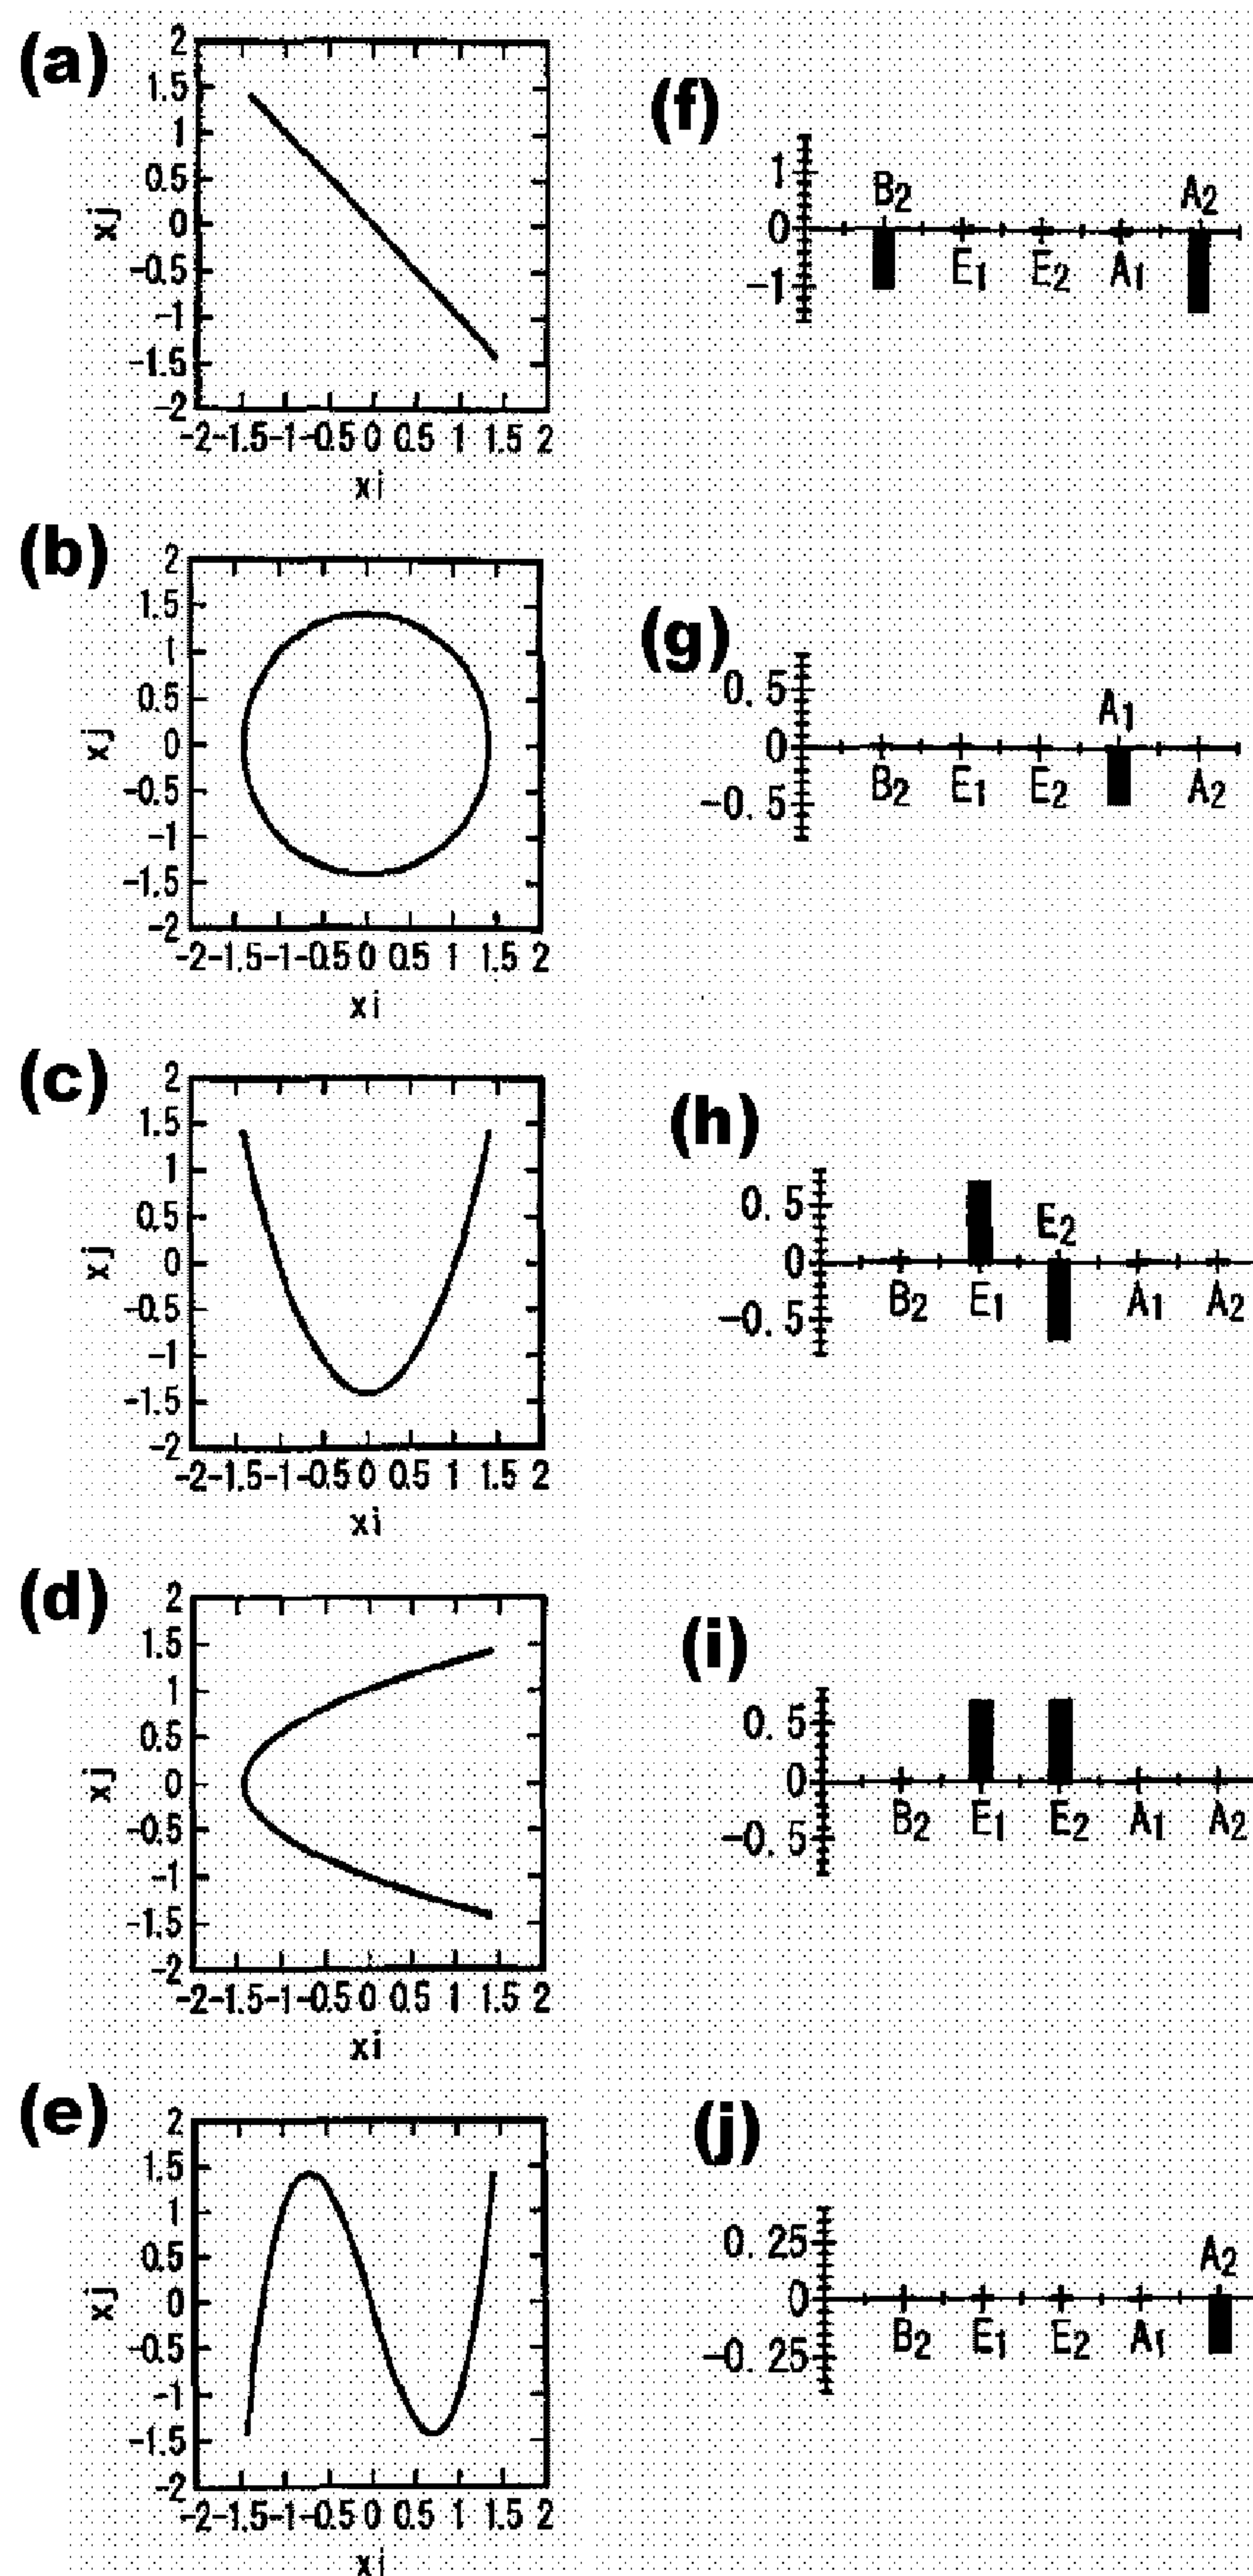 (a)
2
1.5
1
0.5
0
-0.5
-1
-1.5
-2
xj
-2 -1.5 -1 -0.5 0 0.5 1 1.5 2
xi
(f)
1
0
-1
B2 A2
E1 E2 A1
(b)
2
1.5
1
0.5
0
-0.5
-1
-1.5
-2
xj
-2 -1.5 -1 -0.5 0 0.5 1 1.5 2
xi
(g)
0.5
0
-0.5
A1
B2 E1 E2 A2
(c)
2
1.5
1
0.5
0
-0.5
-1
-1.5
-2
xj
-2 -1.5 -1 -0.5 0 0.5 1 1.5 2
xi
(h)
0.5
0
-0.5
E2
B2 E1 A1 A2
(d)
2
1.5
1
0.5
0
-0.5
-1
-1.5
-2
xj
-2 -1.5 -1 -0.5 0 0.5 1 1.5 2
xi
(i)
0.5
0
-0.5
B2 E1 E2 A1 A2
(e)
2
1.5
1
0.5
0
-0.5
-1
-1.5
-2
xj
-2 -1.5 -1 -0.5 0 0.5 1 1.5 2
xi
(j)
0.25
0
-0.25
A2
B2 E1 E2 A1